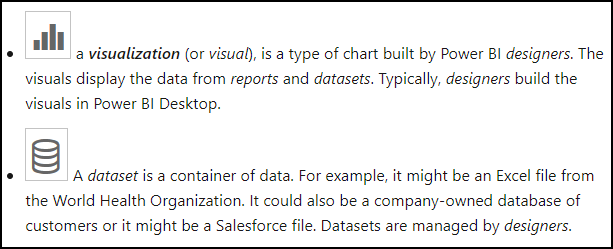 a visualization (or visual), is a type of chart built by Power BI designers. The
visuals display the data from reports and datasets. Typically, designers build the
visuals in Power BI Desktop.
A dataset is a container of data. For example, it might be an Excel file from
the World Health Organization. It could also be a company-owned database of
customers or it might be a Salesforce file. Datasets are managed by designers.